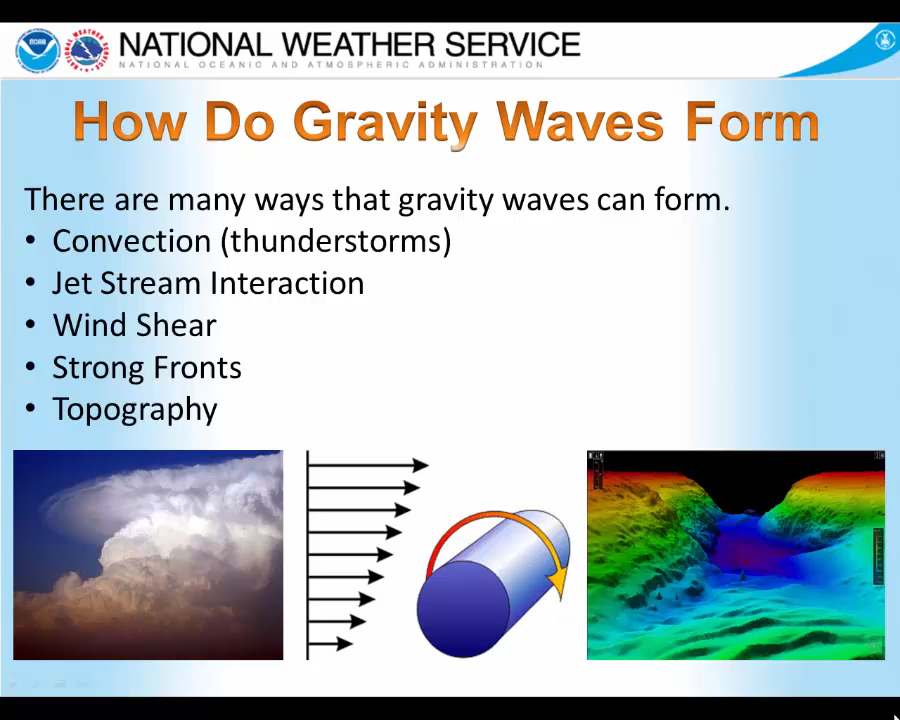 NOAA
NATIONAL WEATHER SERVICE
NATIONAL OCEANIC AND ATMOSPHERIC ADMINISTRATION
How Do Gravity Waves Form
There are many ways that gravity waves can form.
• Convection (thunderstorms)
• Jet Stream Interaction
• Wind Shear
• Strong Fronts
• Topography